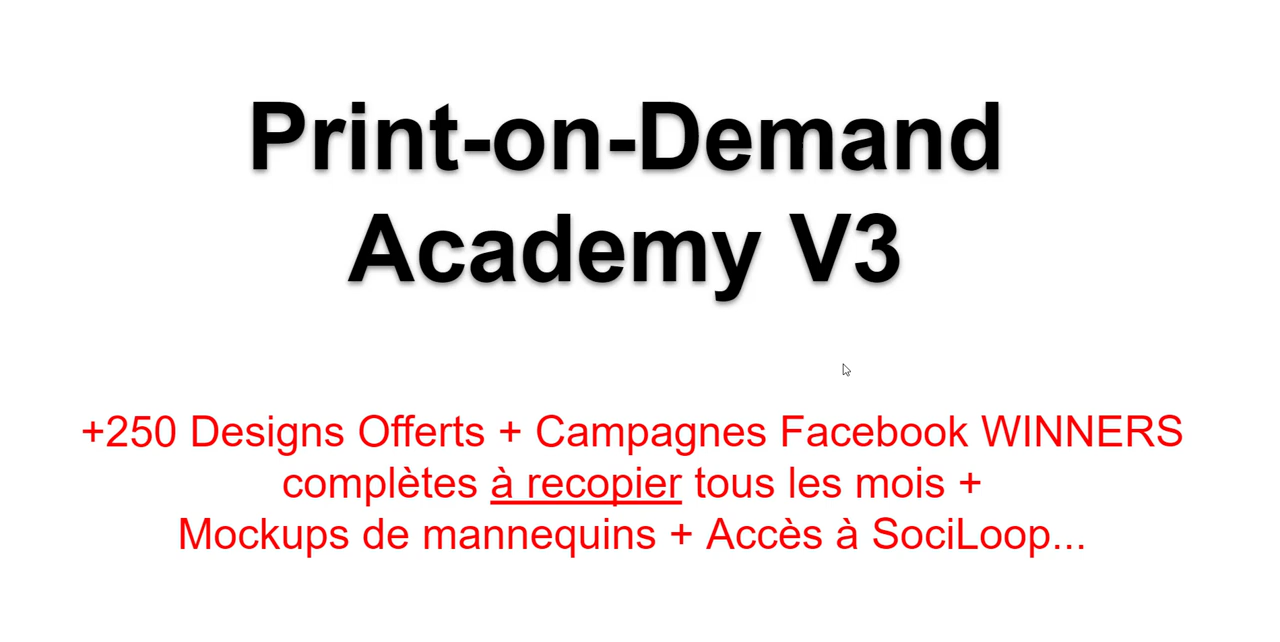 Print-on-Demand
Academy V3
+250 Designs Offerts + Campagnes Facebook WINNERS
complètes à recopier tous les mois +
Mockups de mannequins + Accès à SociLoop...